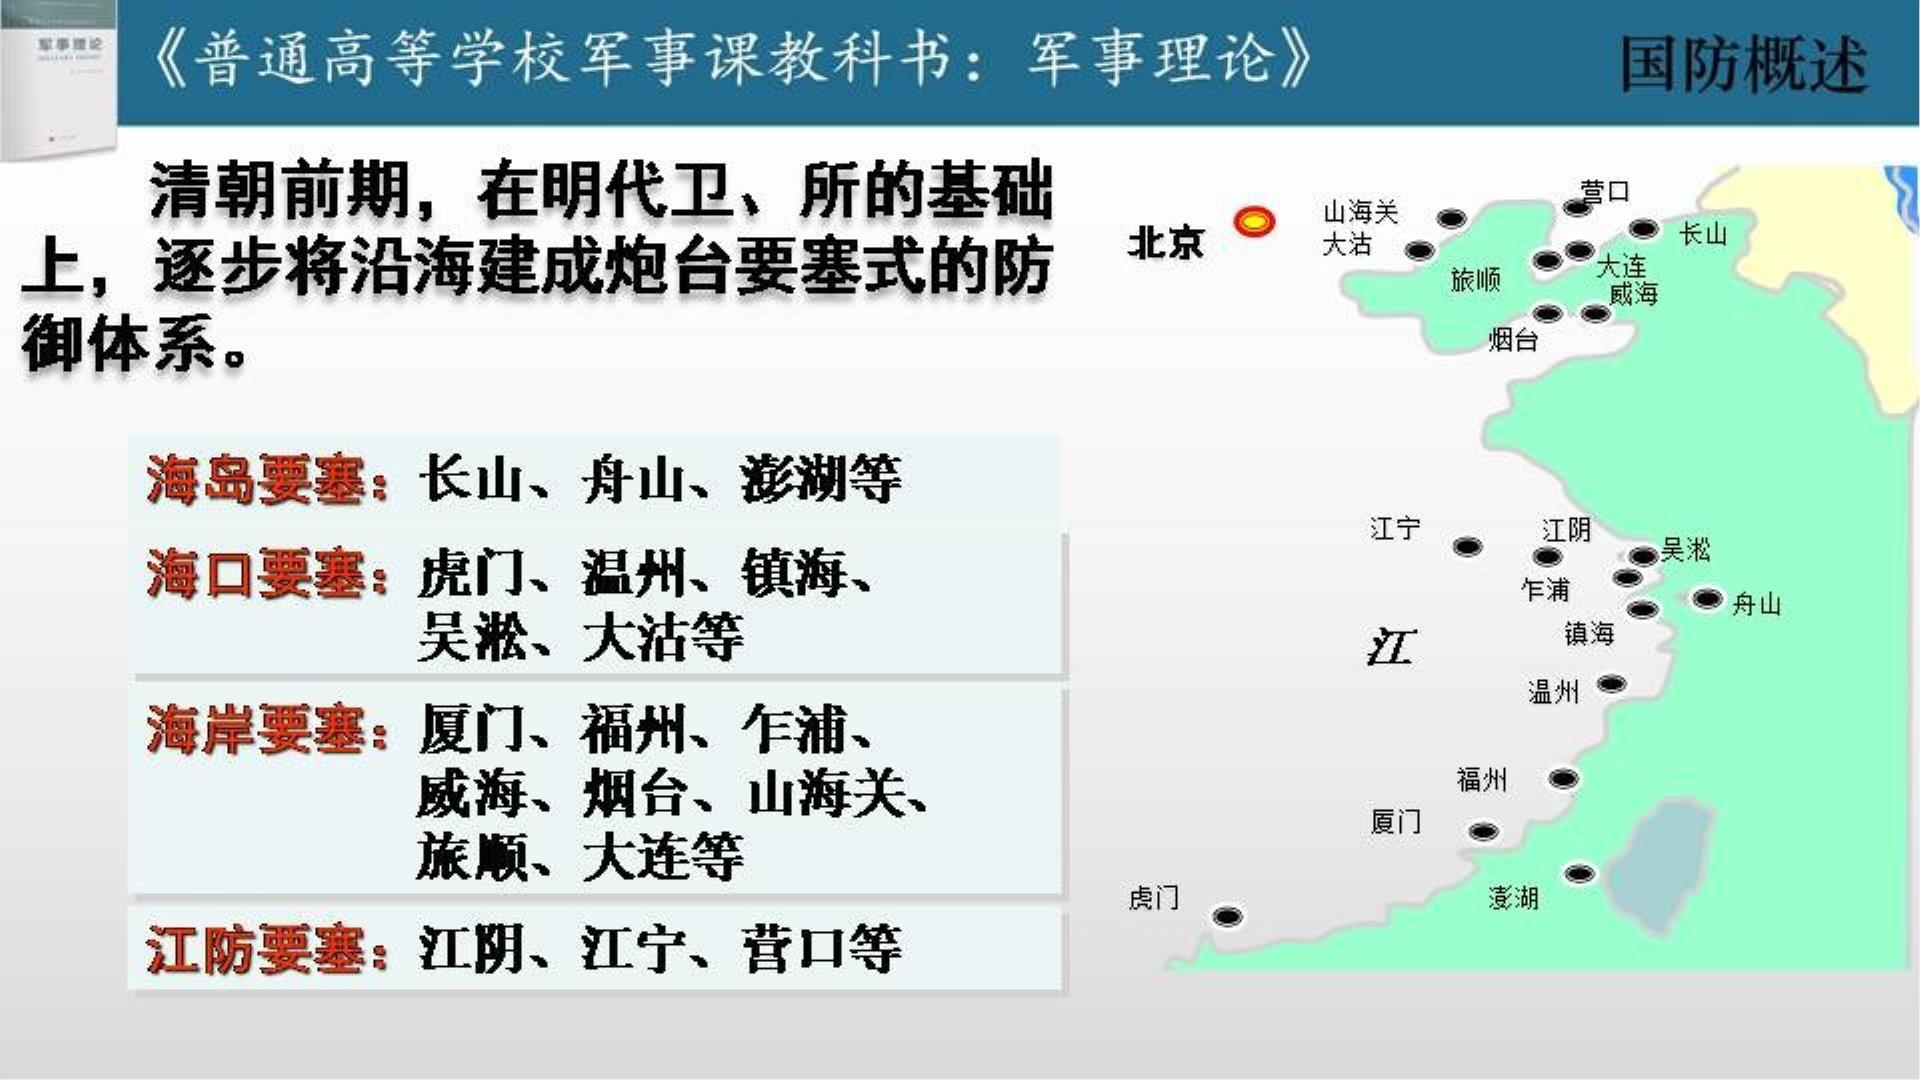 军事理论
《普通高等学校军事课教科书：军事理论》
国防概述
清朝前期，在明代卫、所的基础
上，逐步将沿海建成炮台要塞式的防
御体系。
海岛要塞：长山、舟山、澎湖等
海口要塞：虎门、温州、镇海、
吴淞、大沽等
海岸要塞：厦门、福州、乍浦、
威海、烟台、山海关、
旅顺、大连等
江防要塞：江阴、江宁、营口等
北京
山海关
大沽
营口
长山
旅顺
大连
威海
烟台
江宁
江阴
吴淞
乍浦
舟山
镇海
江
温州
福州
厦门
虎门
澎湖